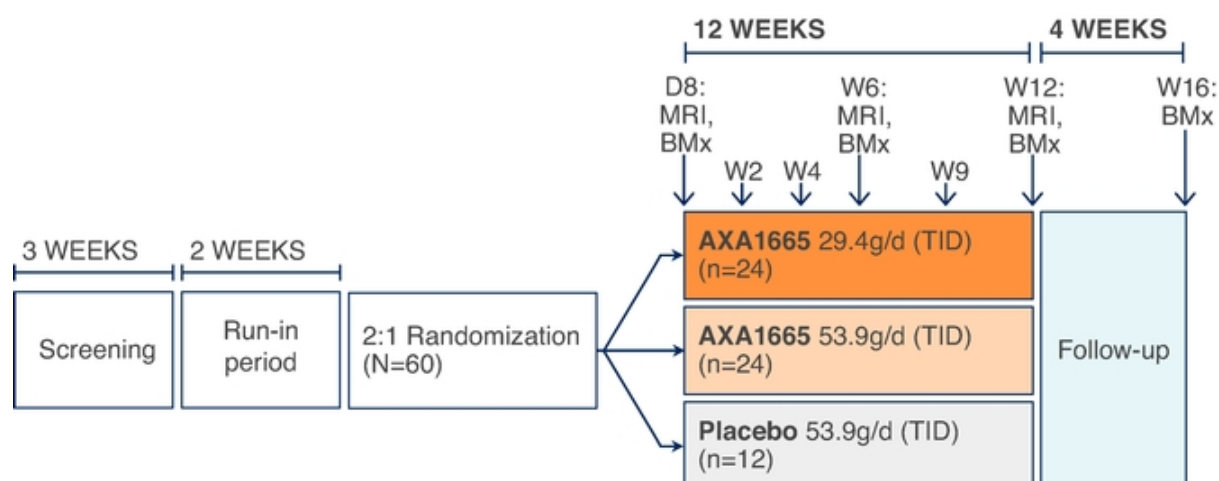 12 WEEKS
4 WEEKS
D8:
MRI,
BMx
W6:
MRI,
BMx
W12:
MRI,
BMx
W16:
BMx
W2
W4
W9
3 WEEKS
2 WEEKS
Screening
Run-in
period
2:1 Randomization
(N=60)
AXA1665 29.4g/d (TID)
(n=24)
AXA1665 53.9g/d (TID)
(n=24)
Placebo 53.9g/d (TID)
(n=12)
Follow-up